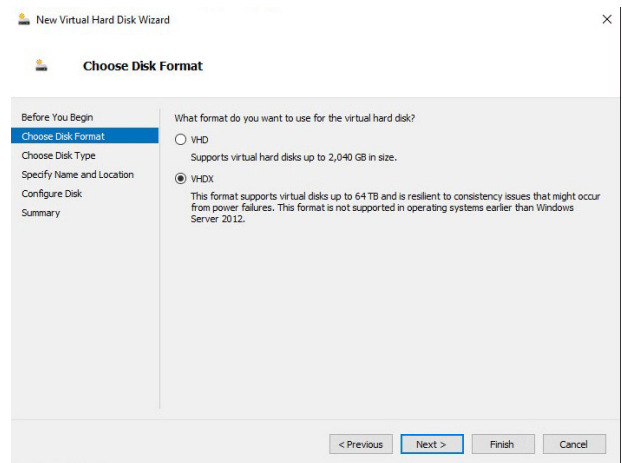 New Virtual Hard Disk Wizard
Choose Disk Format
Before You Begin
Choose Disk Format
Choose Disk Type
Specify Name and Location
Configure Disk
Summary
What format do you want to use for the virtual hard disk?
VHD
Supports virtual hard disks up to 2,040 GB in size.
VHDX
This format supports virtual disks up to 64 TB and is resilient to consistency issues that might occur
from power failures. This format is not supported in operating systems earlier than Windows
Server 2012.
< Previous
Next >
Finish
Cancel